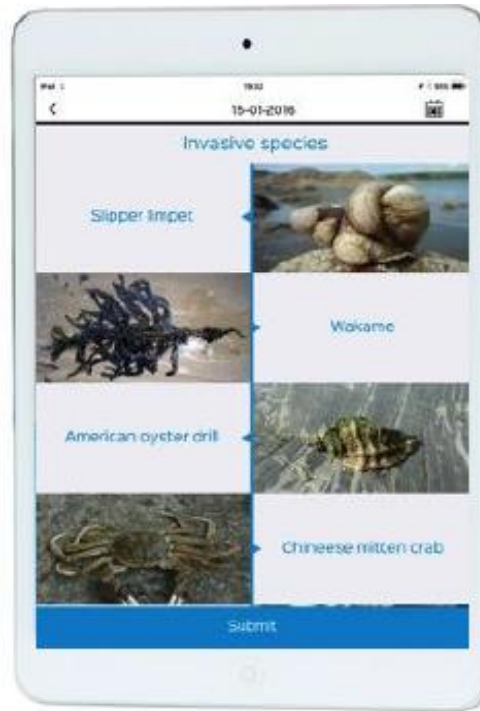 15-01-2016
Invasive species
Slipper limpet
Wakame
American oyster drill
Chineese mitten crab
Submit